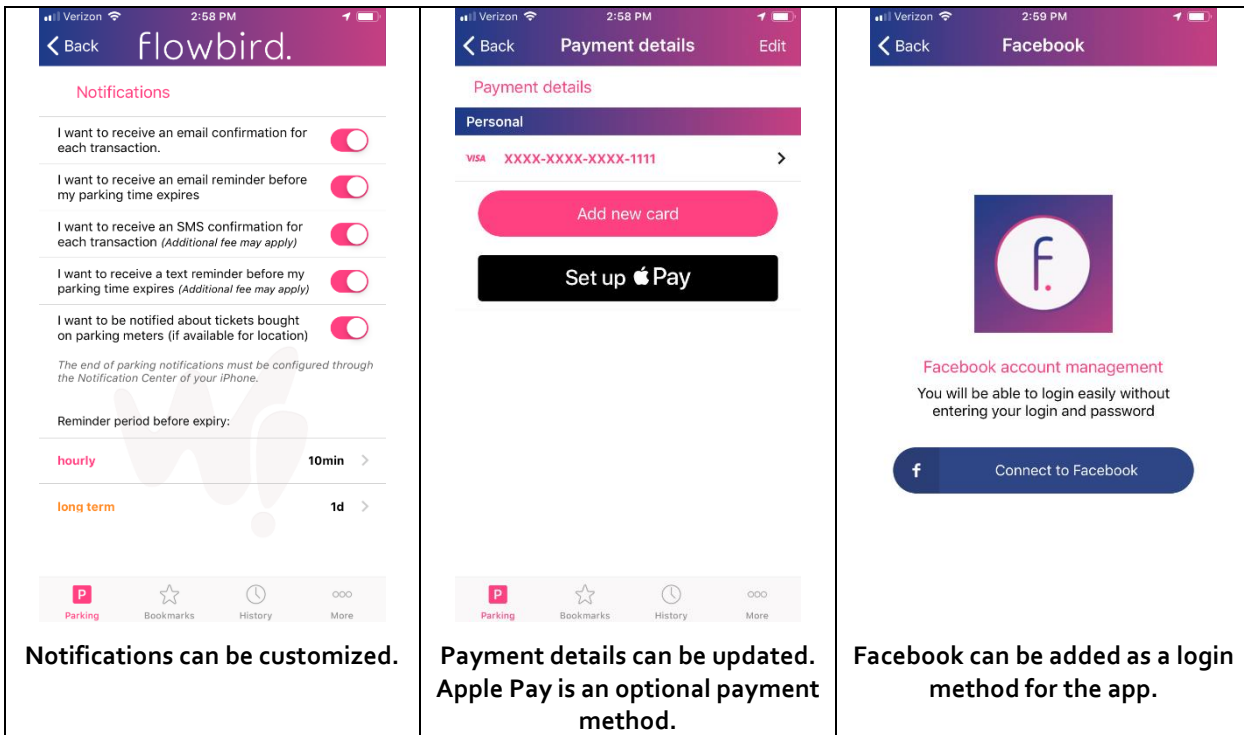 Verizon 2:58 PM
Back flowbird.
Notifications
I want to receive an email confirmation for
each transaction.
I want to receive an email reminder before
my parking time expires
I want to receive an SMS confirmation for
each transaction (Additional fee may apply)
I want to receive a text reminder before my
parking time expires (Additional fee may apply)
I want to be notified about tickets bought
on parking meters (if available for location)
The end of parking notifications must be configured through
the Notification Center of your iPhone.
Reminder period before expiry:
hourly 10min
long term 1d
P
Parking Bookmarks History More
Notifications can be customized.
Verizon 2:58 PM
Back Payment details Edit
Payment details
Personal
VISA XXXX-XXXX-XXXX-1111
Add new card
Set up Pay
P
Parking Bookmarks History More
Payment details can be updated.
Apple Pay is an optional payment
method.
Verizon 2:59 PM
Back Facebook
f.
Facebook account management
You will be able to login easily without
entering your login and password
f Connect to Facebook
Facebook can be added as a login
method for the app.